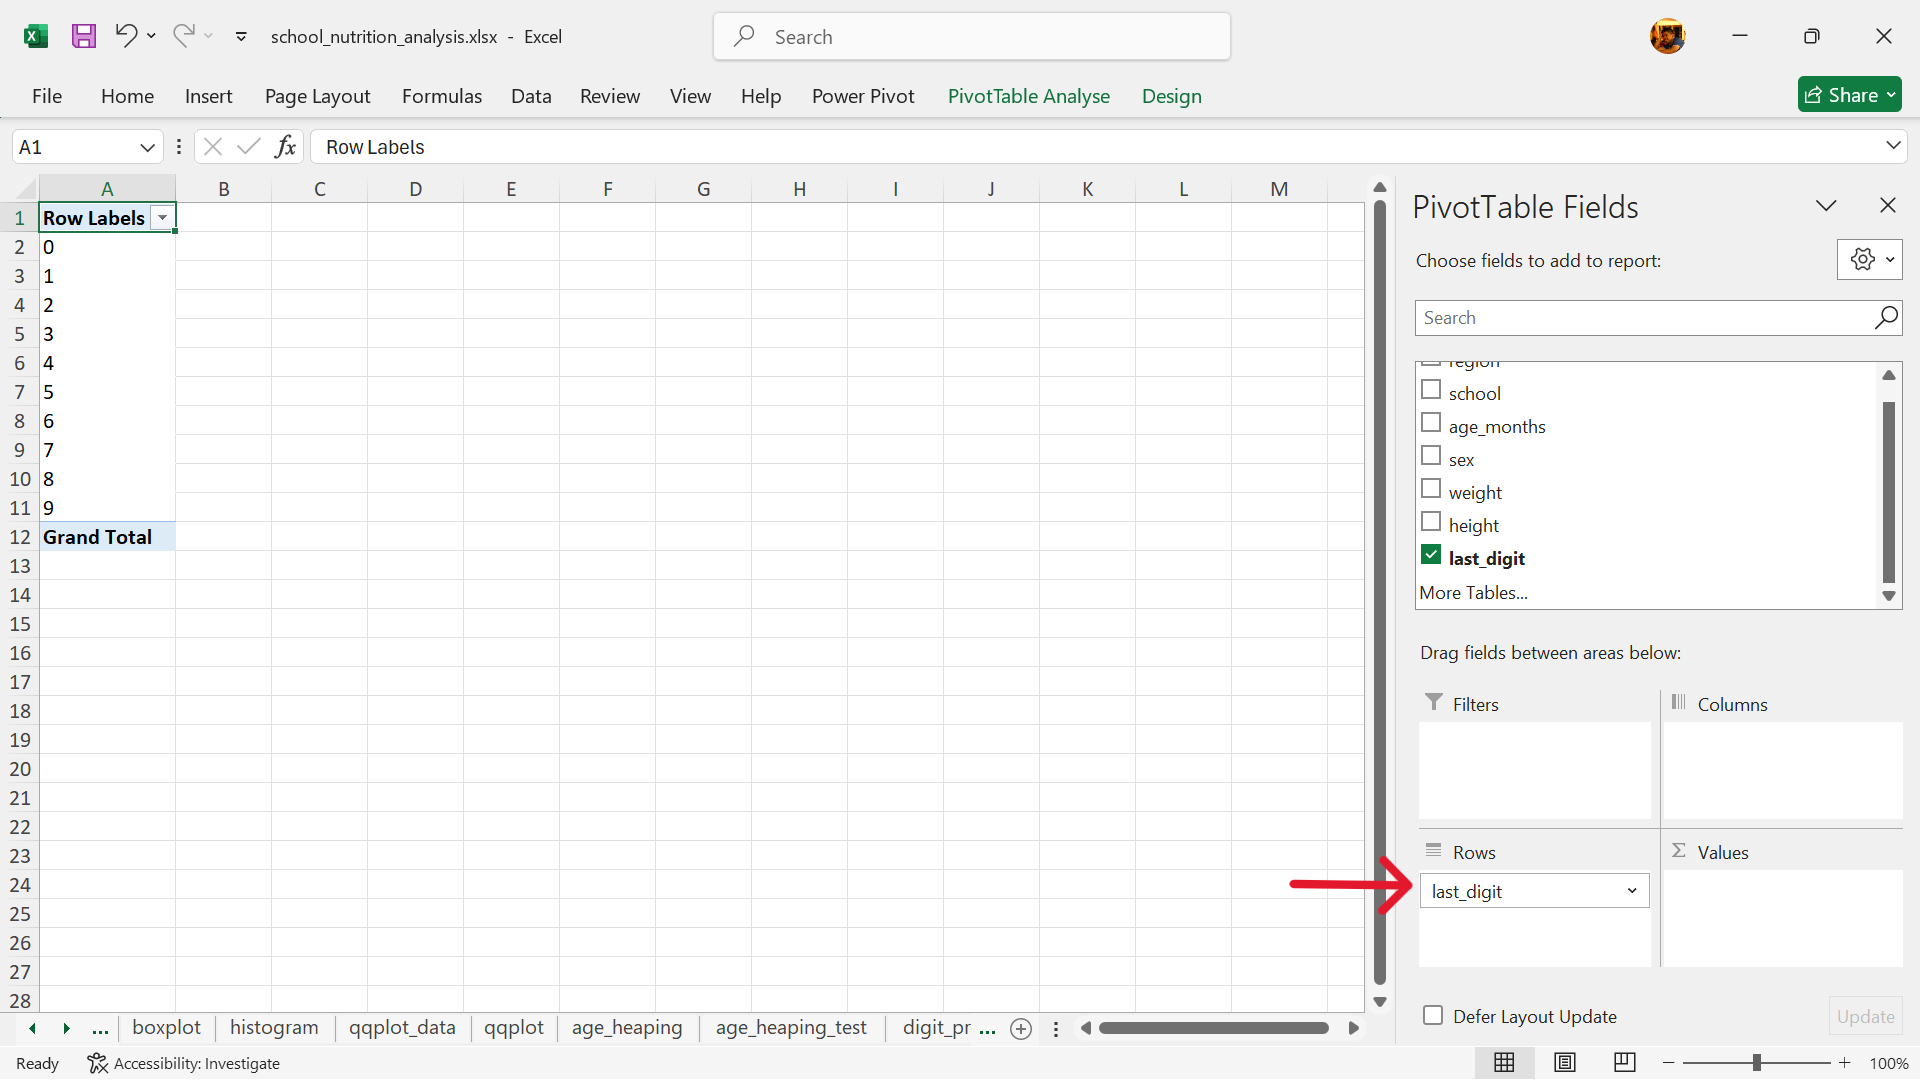 school_nutrition_analysis.xlsx - Excel
Search
File Home Insert Page Layout Formulas Data Review View Help Power Pivot PivotTable Analyse Design Share
A1 fx Row Labels
A B C D E F G H I J K L M
1 Row Labels
2 0
3 1
4 2
5 3
6 4
7 5
8 6
9 7
10 8
11 9
12 Grand Total
13
14
15
16
17
18
19
20
21
22
23
24
25
26
27
28
PivotTable Fields
Choose fields to add to report:
Search
region
school
age_months
sex
weight
height
last_digit
More Tables...
Drag fields between areas below:
Filters
Columns
Rows
Σ Values
last_digit
Defer Layout Update
Update
... boxplot histogram qqplot_data qqplot age_heaping age_heaping_test digit_pr ...
Ready Accessibility: Investigate
100%